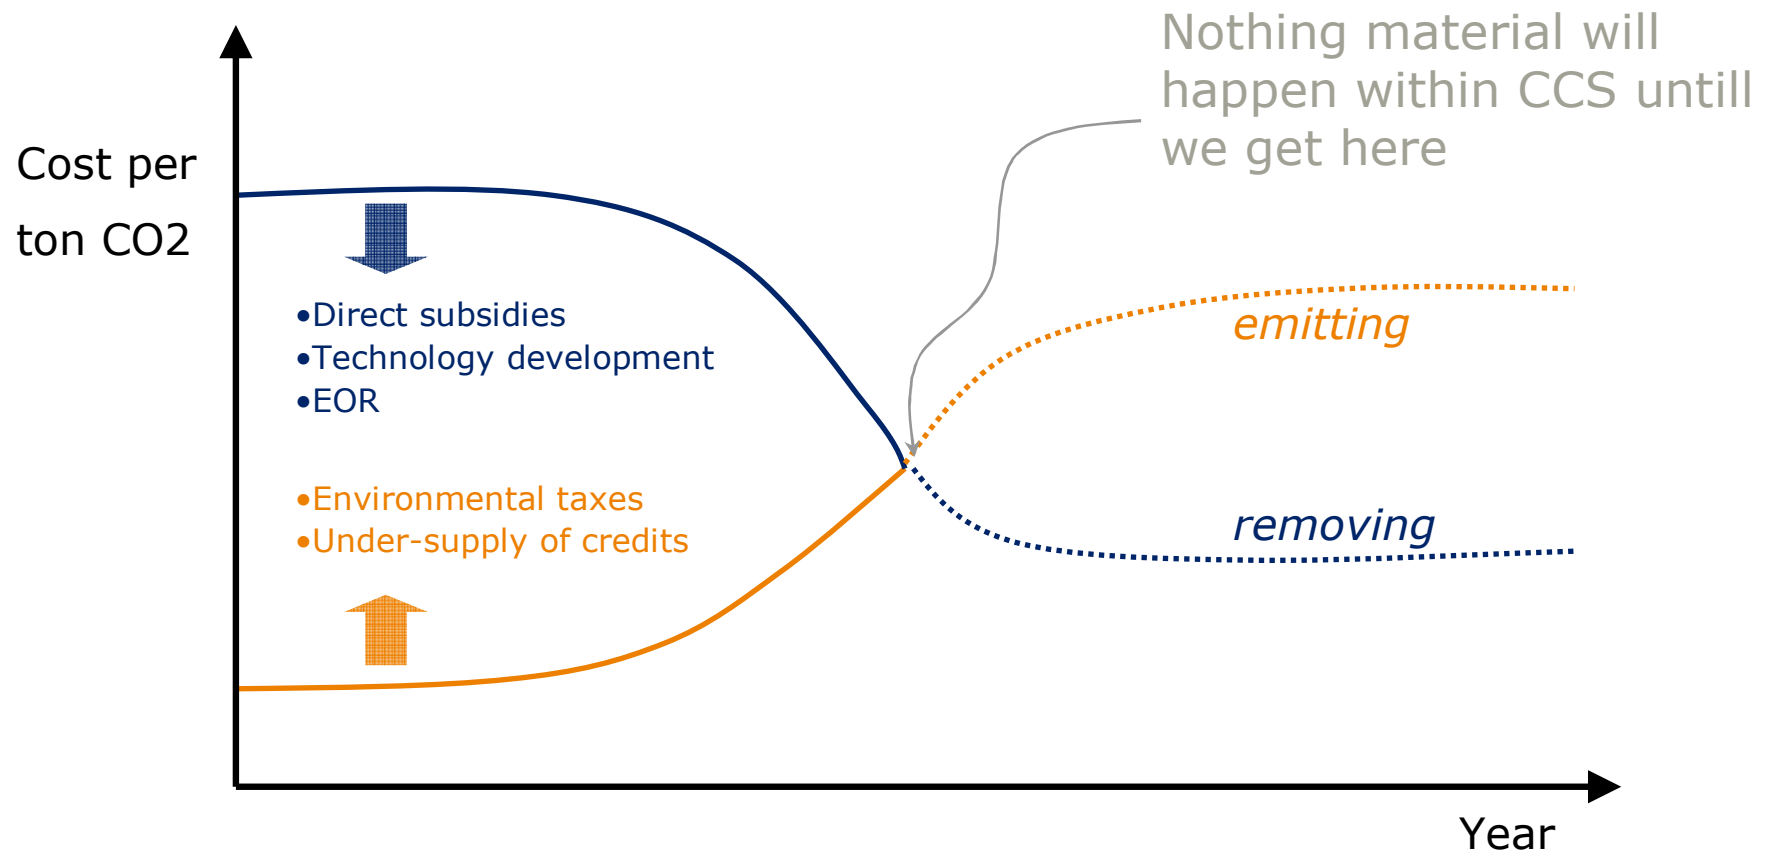 Nothing material will
happen within CCS untill
we get here
Cost per
ton CO2
•Direct subsidies
•Technology development
•EOR
emitting
•Environmental taxes
•Under-supply of credits
removing
Year